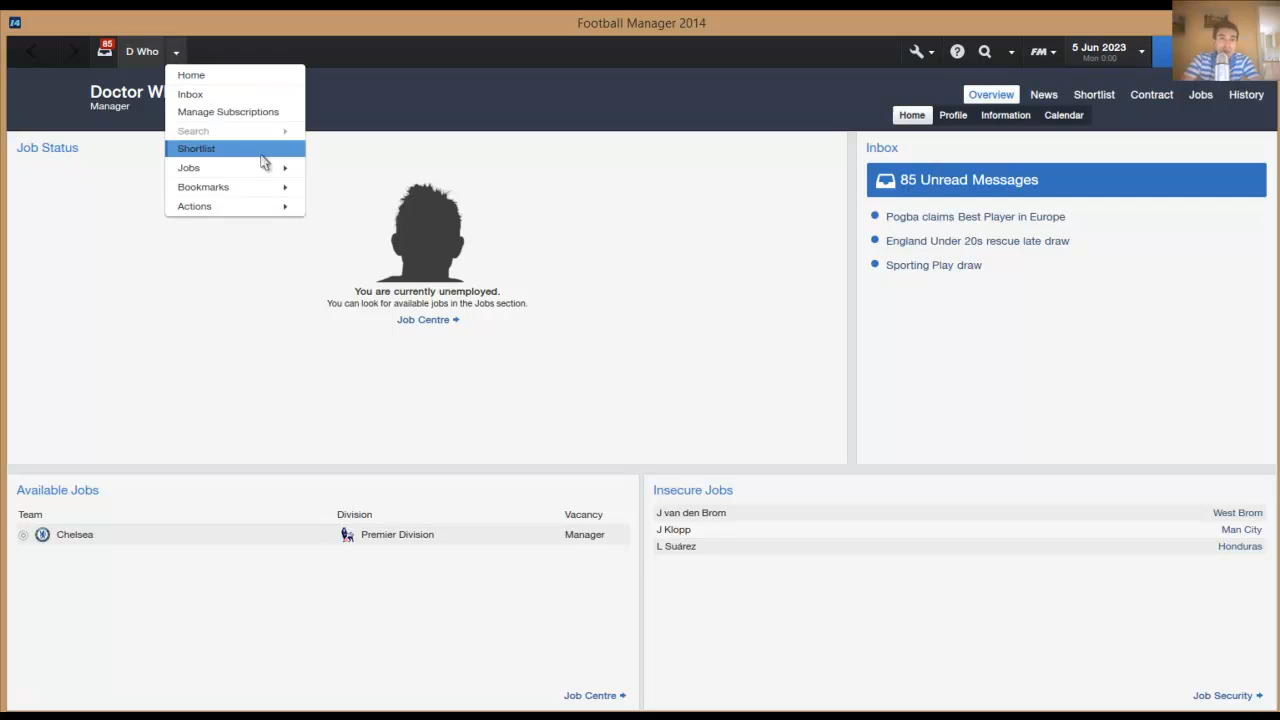 14
Football Manager 2014
85
D Who
FM
5 Jun 2023
Mon 0:00
Home
Inbox
Manage Subscriptions
Search
Shortlist
Jobs
Bookmarks
Actions
Doctor W
Manager
Overview
News
Shortlist
Contract
Jobs
History
Home
Profile
Information
Calendar
Job Status
You are currently unemployed.
You can look for available jobs in the Jobs section.
Job Centre
Inbox
85 Unread Messages
Pogba claims Best Player in Europe
England Under 20s rescue late draw
Sporting Play draw
Available Jobs
Team Division Vacancy
Chelsea Premier Division Manager
Job Centre
Insecure Jobs
J van den Brom West Brom
J Klopp Man City
L Suárez Honduras
Job Security